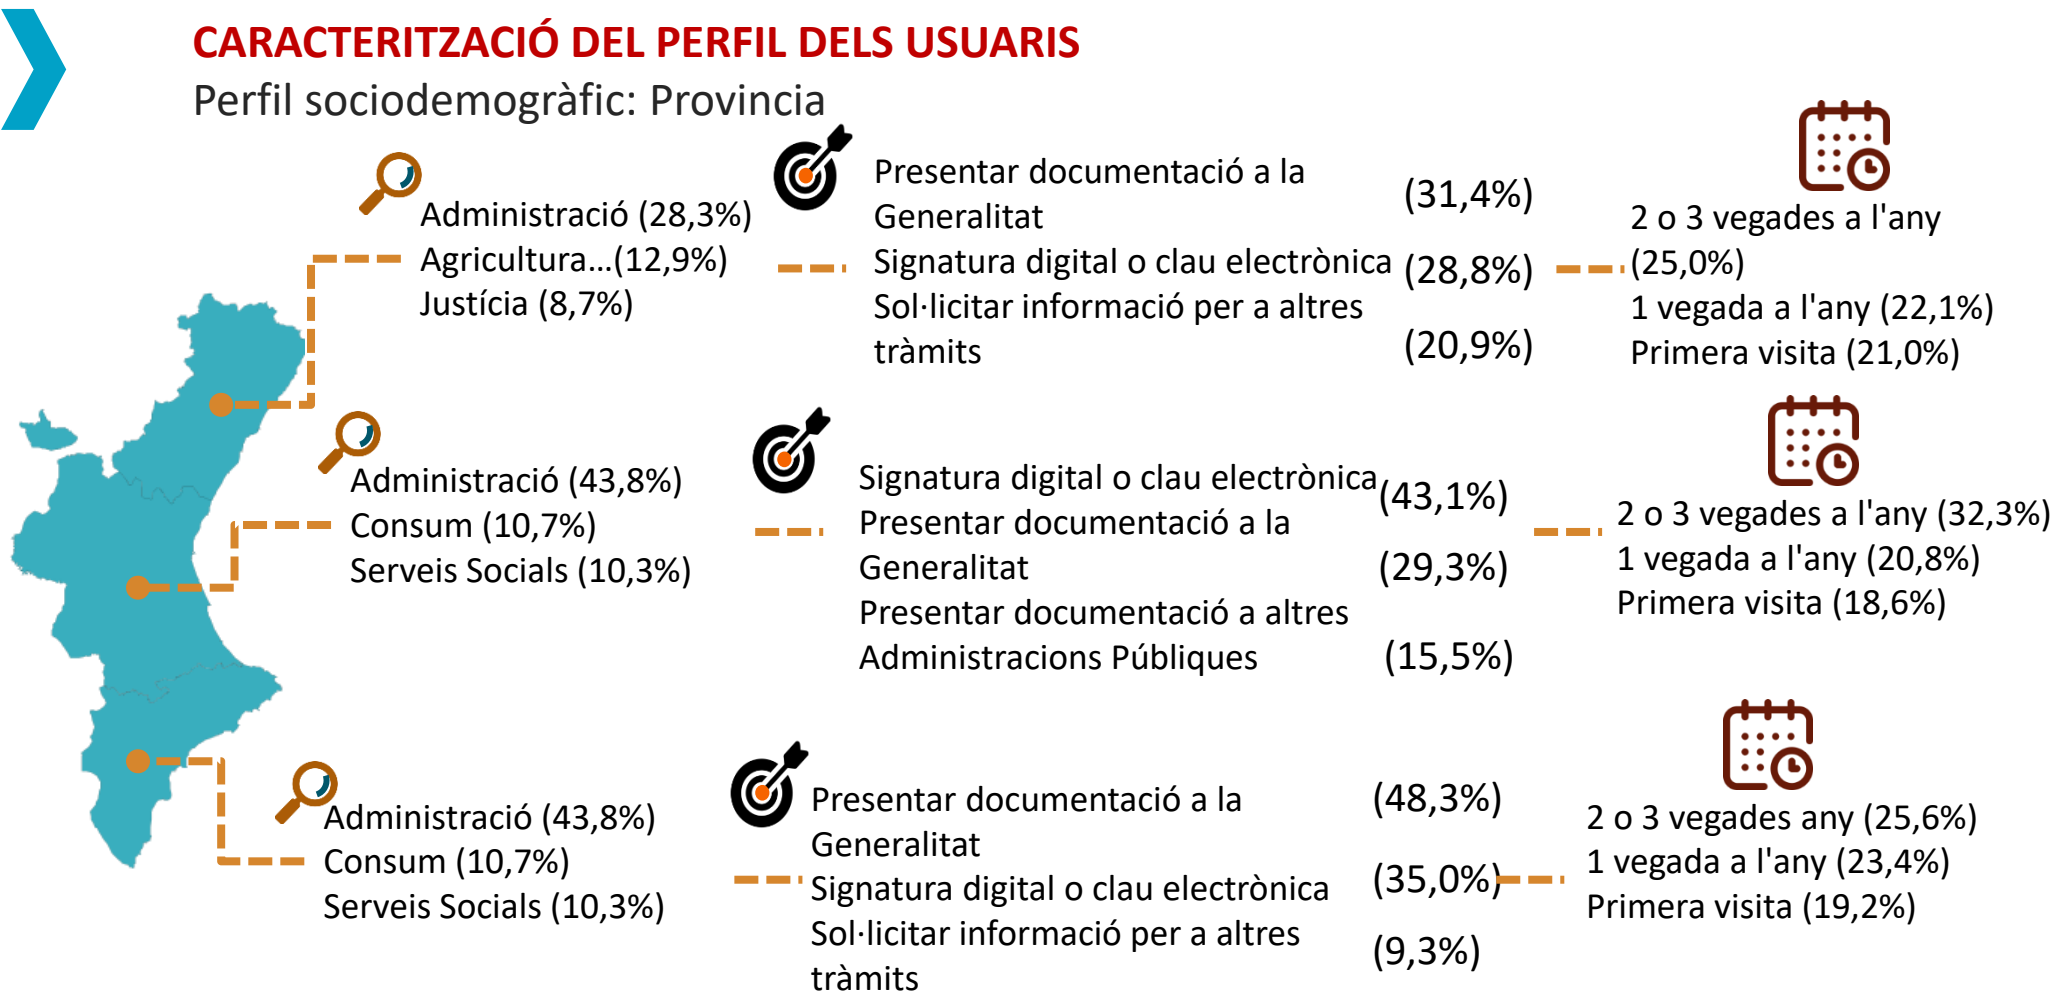 CARACTERITZACIÓ DEL PERFIL DELS USUARIS
Perfil sociodemogràfic: Provincia
Administració (28,3%)
Agricultura...(12,9%)
Justícia (8,7%)
Presentar documentació a la
Generalitat
(31,4%)
Signatura digital o clau electrònica
(28,8%)
Sol·licitar informació per a altres
tràmits
(20,9%)
2 o 3 vegades a l'any
(25,0%)
1 vegada a l'any (22,1%)
Primera visita (21,0%)
Administració (43,8%)
Consum (10,7%)
Serveis Socials (10,3%)
Signatura digital o clau electrònica
(43,1%)
Presentar documentació a la
Generalitat
(29,3%)
Presentar documentació a altres
Administracions Públiques
(15,5%)
2 o 3 vegades a l'any (32,3%)
1 vegada a l'any (20,8%)
Primera visita (18,6%)
Administració (43,8%)
Consum (10,7%)
Serveis Socials (10,3%)
Presentar documentació a la
Generalitat
(48,3%)
Signatura digital o clau electrònica
(35,0%)
Sol·licitar informació per a altres
tràmits
(9,3%)
2 o 3 vegades any (25,6%)
1 vegada a l'any (23,4%)
Primera visita (19,2%)